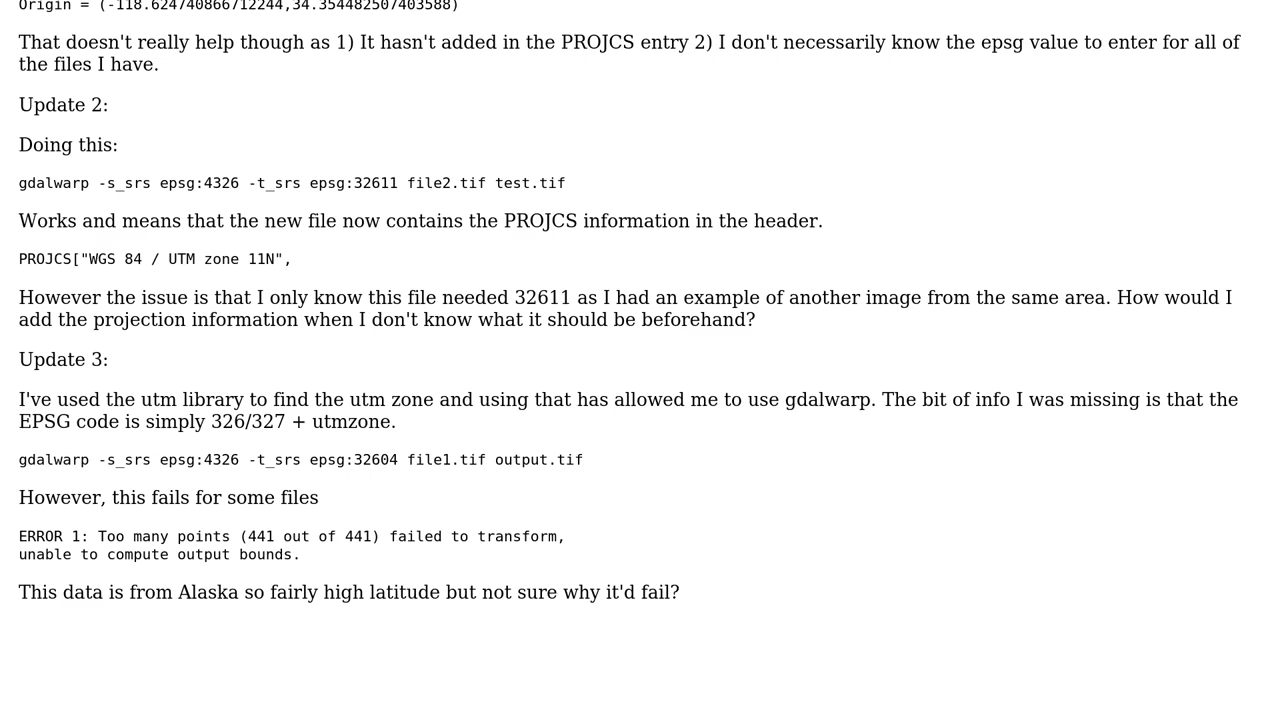 Origin = (-118.624740866712244,34.354482507403588)
That doesn't really help though as 1) It hasn't added in the PROJCS entry 2) I don't necessarily know the epsg value to enter for all of
the files I have.
Update 2:
Doing this:
gdalwarp -s_srs epsg:4326 -t_srs epsg:32611 file2.tif test.tif
Works and means that the new file now contains the PROJCS information in the header.
PROJCS["WGS 84 / UTM zone 11N",
However the issue is that I only know this file needed 32611 as I had an example of another image from the same area. How would I
add the projection information when I don't know what it should be beforehand?
Update 3:
I've used the utm library to find the utm zone and using that has allowed me to use gdalwarp. The bit of info I was missing is that the
EPSG code is simply 326/327 + utmzone.
gdalwarp -s_srs epsg:4326 -t_srs epsg:32604 file1.tif output.tif
However, this fails for some files
ERROR 1: Too many points (441 out of 441) failed to transform,
unable to compute output bounds.
This data is from Alaska so fairly high latitude but not sure why it'd fail?